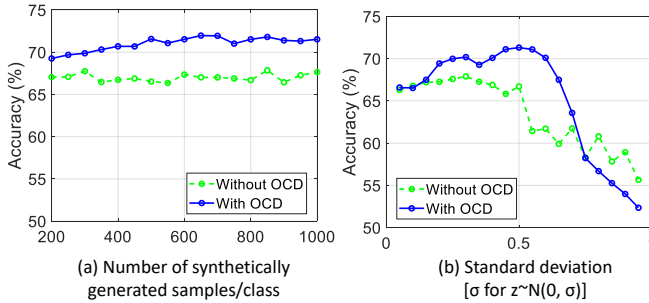 75
70
65
60
55
50
Accuracy (%)
200
400
600
800
1000
Without OCD
With OCD
(a) Number of synthetically
generated samples/class
75
70
65
60
55
50
Accuracy (%)
0
0.5
1
Without OCD
With OCD
(b) Standard deviation
[σ for z~N(0, σ)]